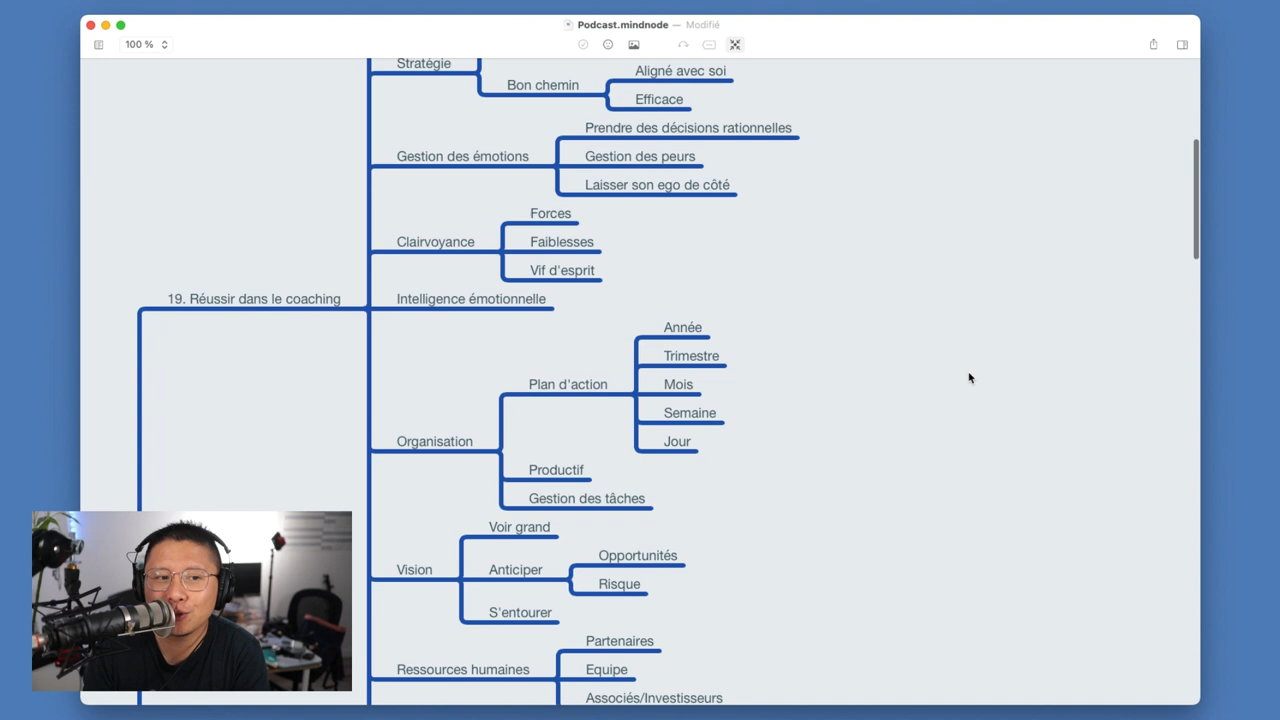 Podcast.mindnode — Modifié
100 %
Stratégie
Bon chemin
Aligné avec soi
Efficace
Gestion des émotions
Prendre des décisions rationnelles
Gestion des peurs
Laisser son ego de côté
Clairvoyance
Forces
Faiblesses
Vif d'esprit
19. Réussir dans le coaching
Intelligence émotionnelle
Organisation
Plan d'action
Année
Trimestre
Mois
Semaine
Jour
Productif
Gestion des tâches
Vision
Voir grand
Anticiper
Opportunités
Risque
S'entourer
Ressources humaines
Partenaires
Equipe
Associés/Investisseurs